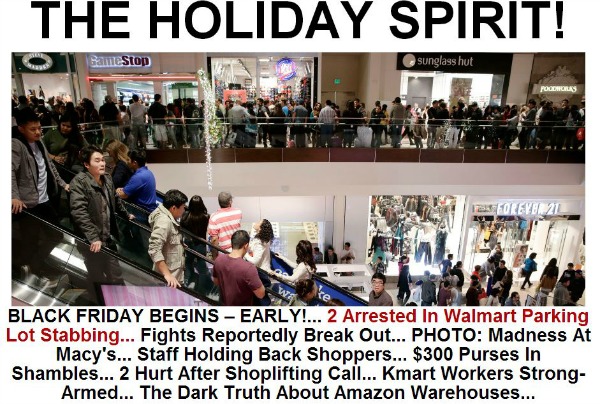 THE HOLIDAY SPIRIT!
GameStop
sunglass hut
FOREVER 21
BLACK FRIDAY BEGINS – EARLY!... 2 Arrested In Walmart Parking
Lot Stabbing... Fights Reportedly Break Out... PHOTO: Madness At
Macy's... Staff Holding Back Shoppers... $300 Purses In
Shambles... 2 Hurt After Shoplifting Call... Kmart Workers Strong-
Armed... The Dark Truth About Amazon Warehouses...